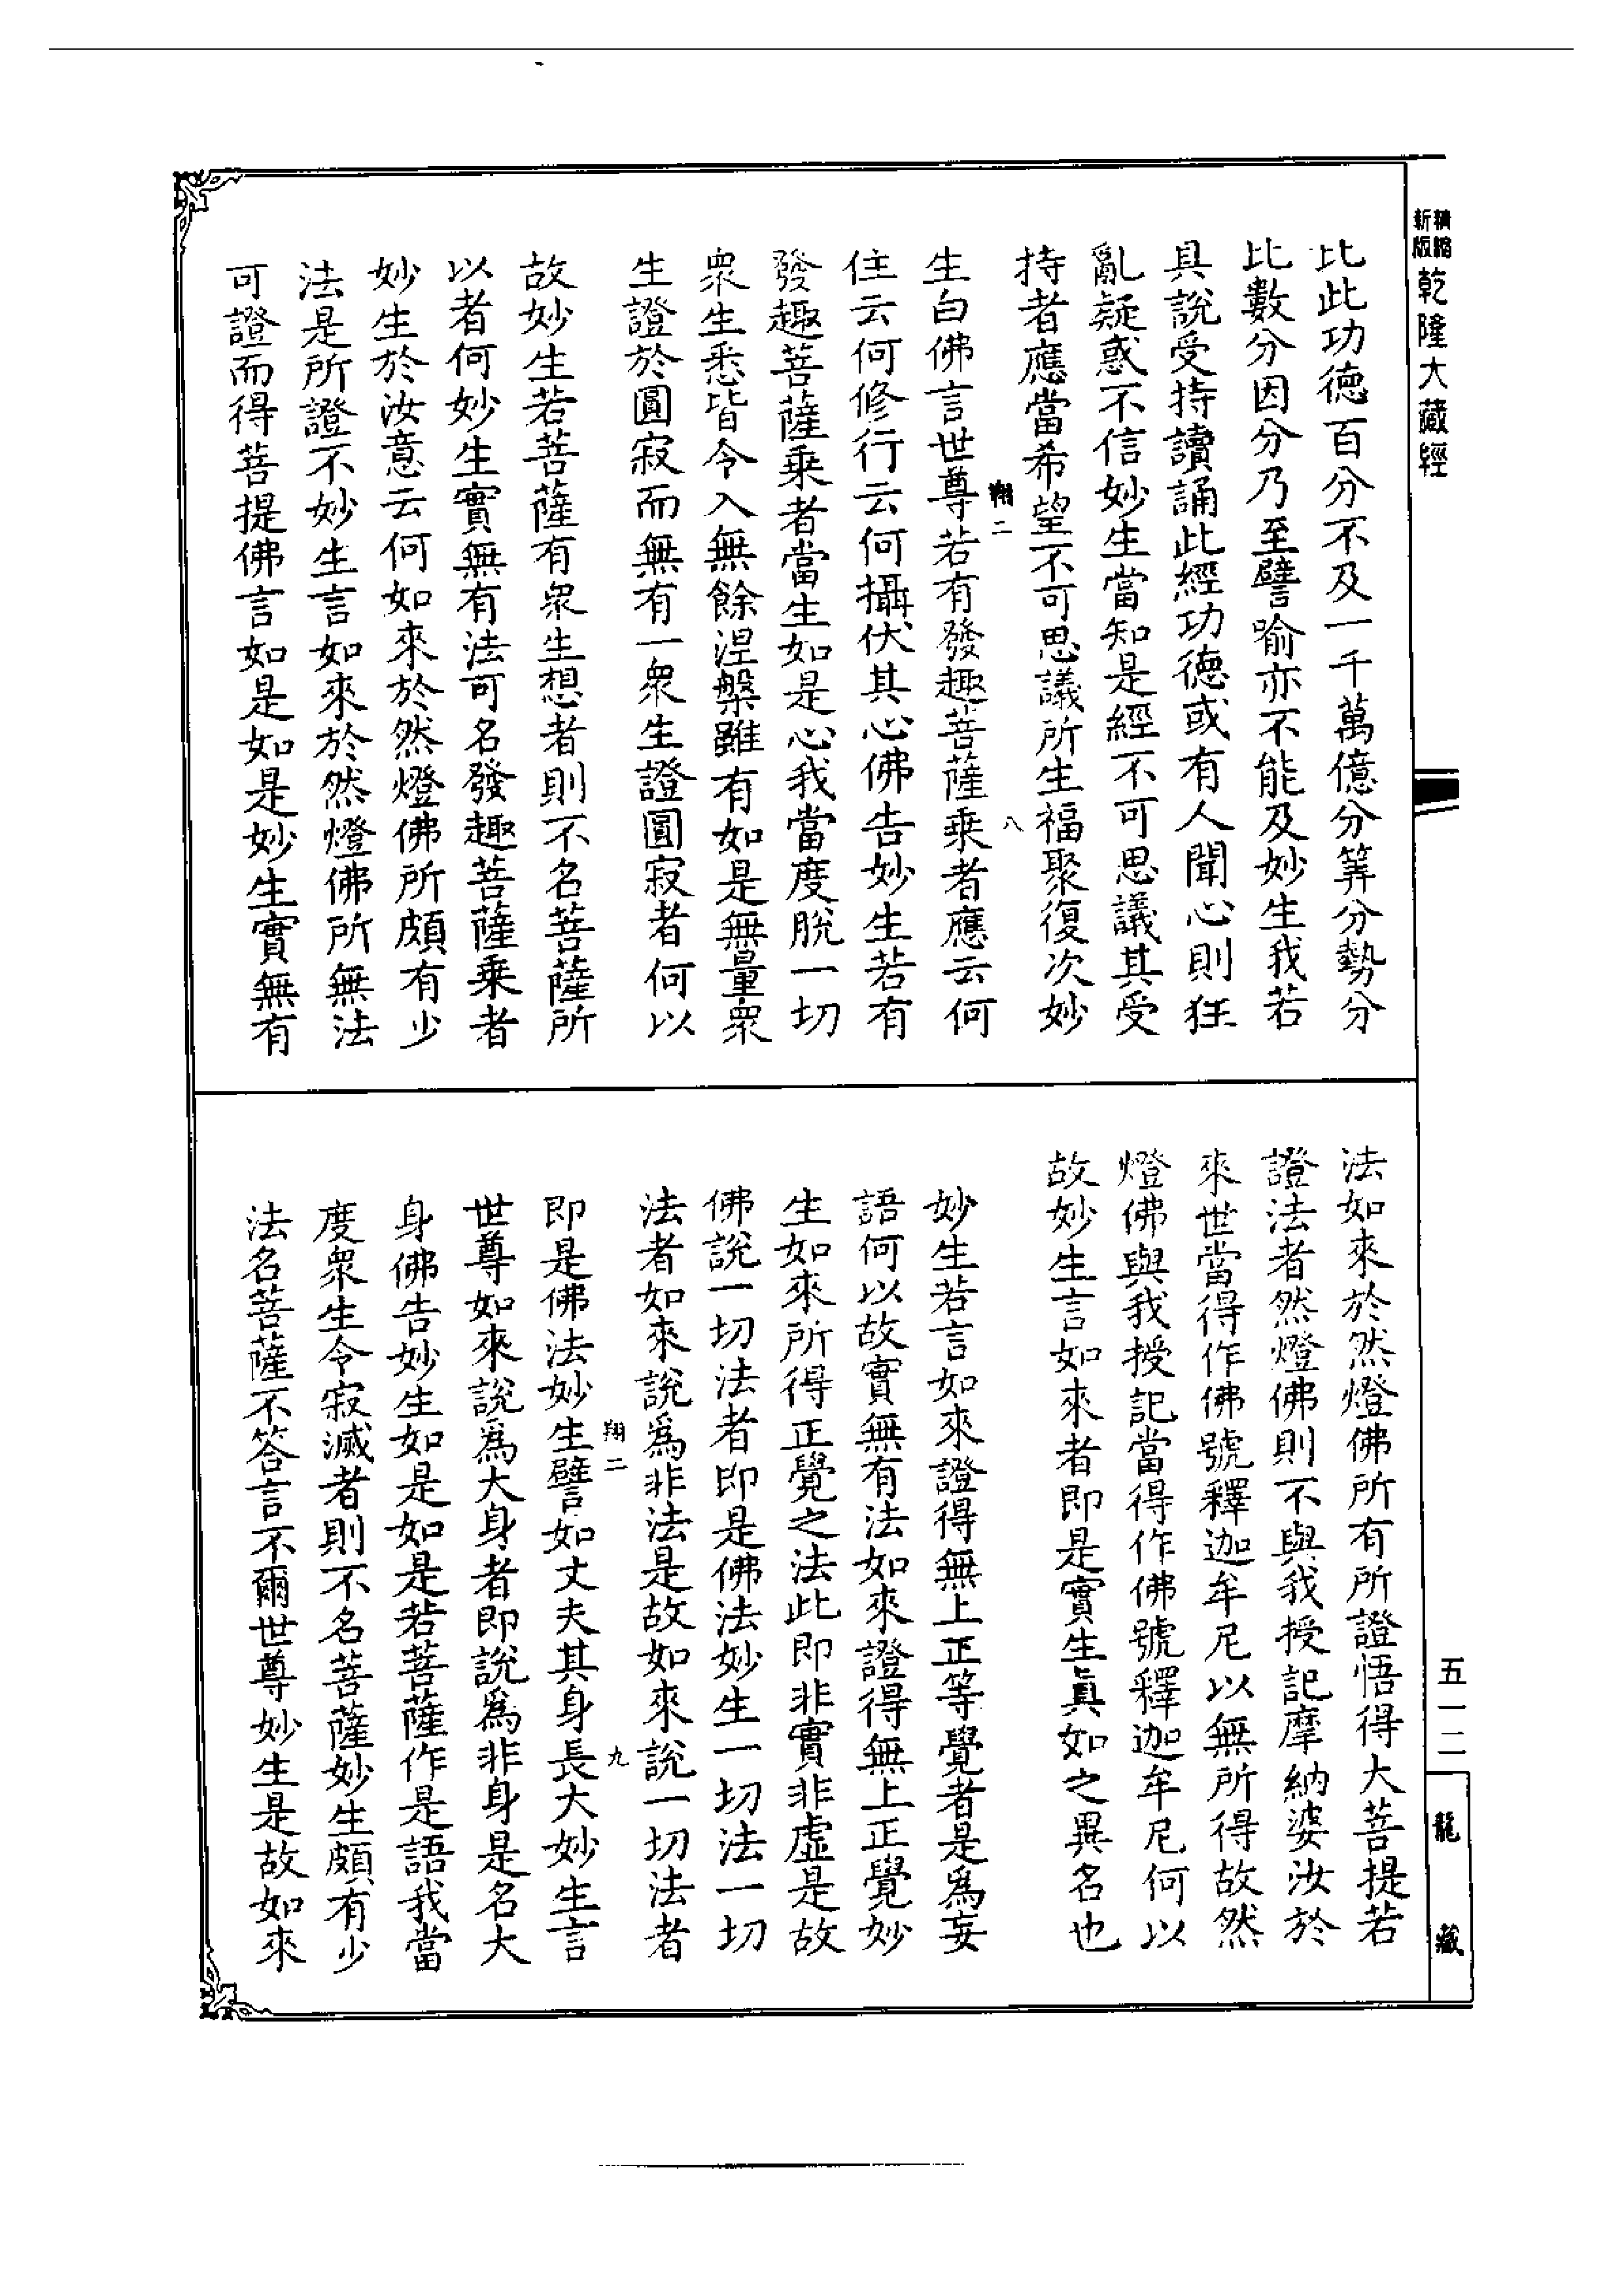 新版精縮
乾隆大藏經
比此功德百分不及一千萬億分筭分勢分
比數分因分乃至譬喻亦不能及妙生我若
具說受持讀誦此經功德或有人聞心則狂
亂疑惑不信妙生當知是經不可思議其受
持者應當希望不可思議所生福聚復次妙
翔二
八
生白佛言世尊若有發趣菩薩乘者應云何
住云何修行云何攝伏其心佛告妙生若有
發趣菩薩乘者當生如是心我當度脫一切
衆生悉皆令入無餘涅槃雖有如是無量衆
生證於圓寂而無有一衆生證圓寂者何以
故妙生若菩薩有衆生想者則不名菩薩所
以者何妙生實無有法可名發趣菩薩乘者
妙生於汝意云何如來於然燈佛所頗有少
法是所證不妙生言如來於然燈佛所無法
可證而得菩提佛言如是如是妙生實無有
法如來於然燈佛所有所證悟得大菩提若
證法者然燈佛則不與我授記摩納婆汝於
來世當得作佛號釋迦牟尼以無所得故然
燈佛與我授記當得作佛號釋迦牟尼何以
故妙生言如來者即是實生眞如之異名也
妙生若言如來證得無上正等覺者是爲妄
語何以故實無有法如來證得無上正覺妙
生如來所得正覺之法此即非實非虛是故
佛說一切法者即是佛法妙生一切法一切
法者如來說爲非法是故如來說一切法者
翔二
九
即是佛法妙生譬如丈夫其身長大妙生言
世尊如來說爲大身者即說爲非身是名大
身佛告妙生如是如是若菩薩作是語我當
度衆生令寂滅者則不名菩薩妙生頗有少
法名菩薩不答言不爾世尊妙生是故如來
五一二
龍藏